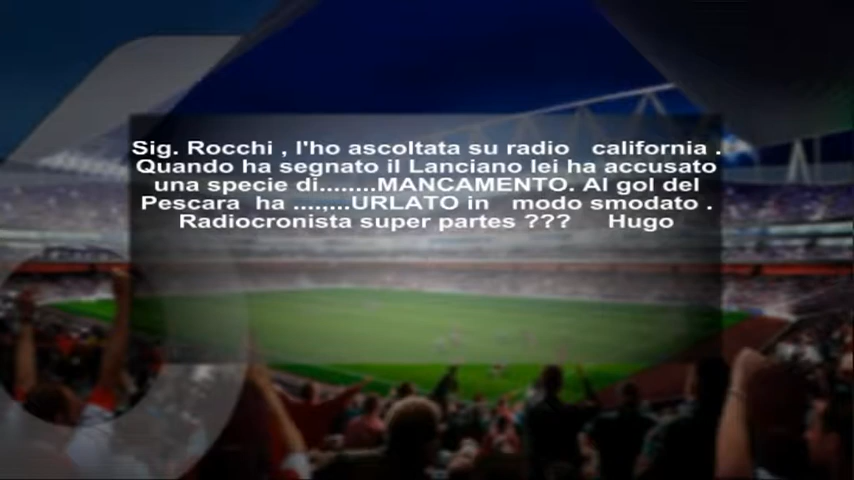 Sig. Rocchi , l'ho ascoltata su radio california .
Quando ha segnato il Lanciano lei ha accusato
una specie di........MANCAMENTO. Al gol del
Pescara ha ....,...URLATO in modo smodato .
Radiocronista super partes ??? Hugo